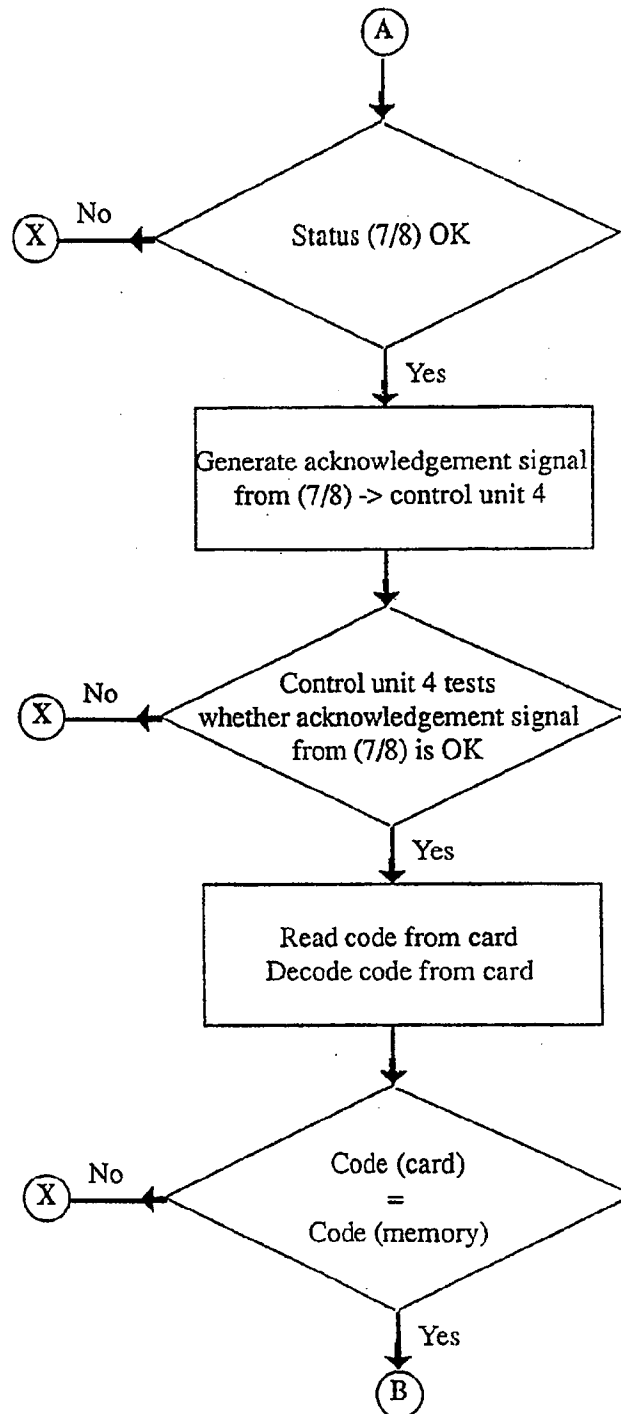 A
Status (7/8) OK
No
X
Yes
Generate acknowledgement signal
from (7/8) -> control unit 4
Control unit 4 tests
whether acknowledgement signal
from (7/8) is OK
No
X
Yes
Read code from card
Decode code from card
Code (card)
=
Code (memory)
No
X
Yes
B